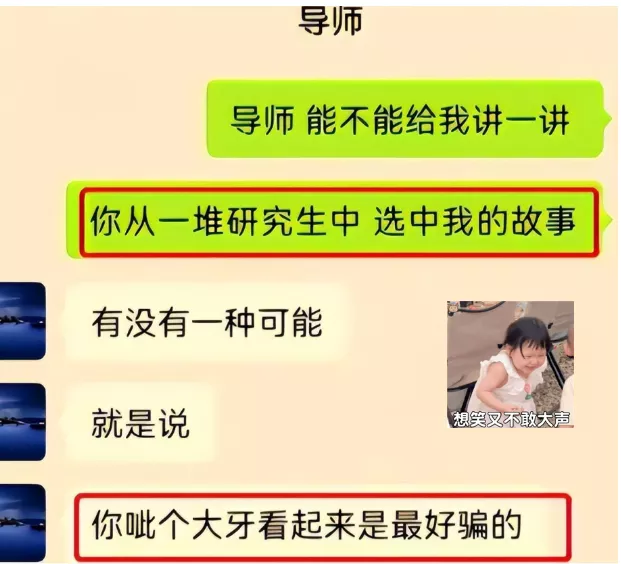 导师
导师 能不能给我讲一讲
你从一堆研究生中 选中我的故事
有没有一种可能
想笑又不敢大声
就是说
你呲个大牙看起来是最好骗的